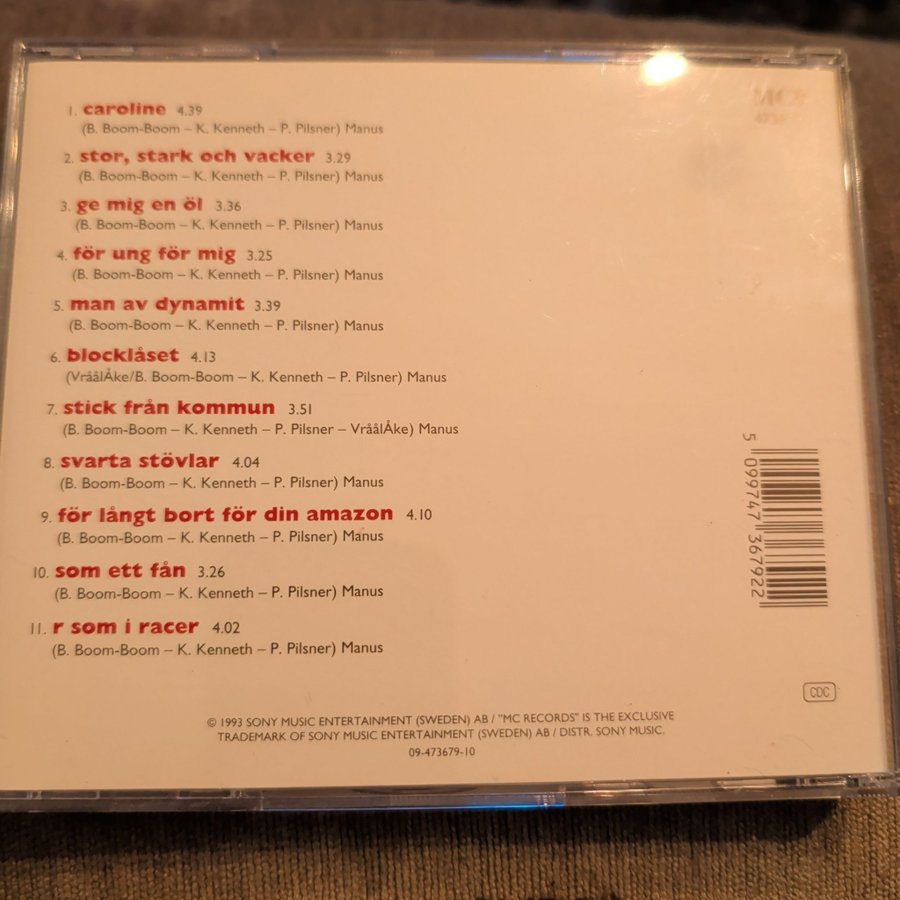 1. caroline 4.39
(B. Boom-Boom – K. Kenneth – P. Pilsner) Manus
2. stor, stark och vacker 3.29
(B. Boom-Boom – K. Kenneth – P. Pilsner) Manus
3. ge mig en öl 3.36
(B. Boom-Boom – K. Kenneth – P. Pilsner) Manus
4. för ung för mig 3.25
(B. Boom-Boom – K. Kenneth – P. Pilsner) Manus
5. man av dynamit 3.39
(B. Boom-Boom – K. Kenneth – P. Pilsner) Manus
6. blocklåset 4.13
(VråålÅke/B. Boom-Boom – K. Kenneth – P. Pilsner) Manus
7. stick från kommun 3.51
(B. Boom-Boom – K. Kenneth – P. Pilsner – VråålÅke) Manus
8. svarta stövlar 4.04
(B. Boom-Boom – K. Kenneth – P. Pilsner) Manus
9. för långt bort för din amazon 4.10
(B. Boom-Boom – K. Kenneth – P. Pilsner) Manus
10. som ett fån 3.26
(B. Boom-Boom – K. Kenneth – P. Pilsner) Manus
11. r som i racer 4.02
(B. Boom-Boom – K. Kenneth – P. Pilsner) Manus
5 099747 367922
CDC
© 1993 SONY MUSIC ENTERTAINMENT (SWEDEN) AB / "MC RECORDS" IS THE EXCLUSIVE
TRADEMARK OF SONY MUSIC ENTERTAINMENT (SWEDEN) AB / DISTR. SONY MUSIC.
09-473679-10